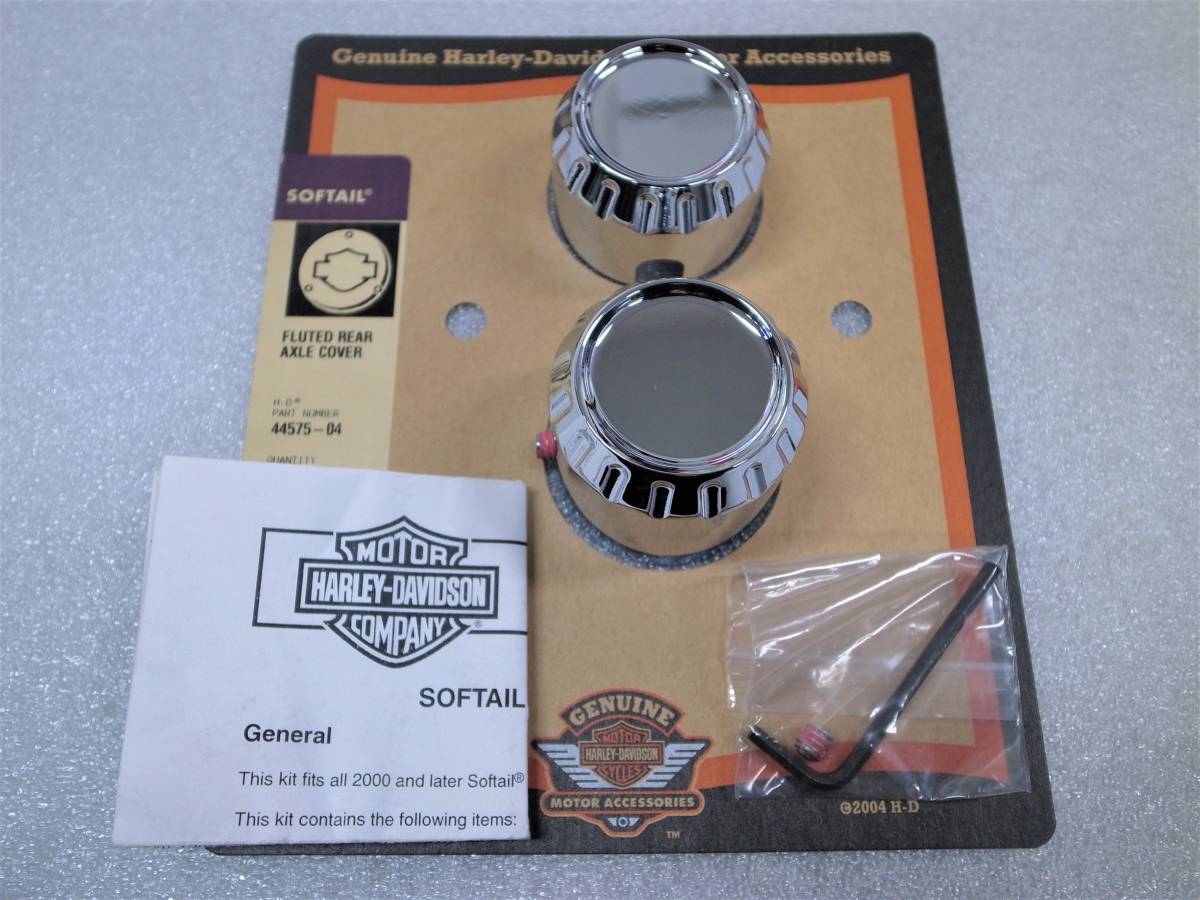 Genuine Harley-David r Accessories
SOFTAIL®
FLUTED REAR
AXLE COVER
H-D®
PART NUMBER
44575-04
QUANTITY
MOTOR
HARLEY-DAVIDSON
COMPANY
®
SOFTAIL
General
This kit fits all 2000 and later Softail®
This kit contains the following items:
GENUINE
MOTOR
HARLEY-DAVIDSON
CYCLES
MOTOR ACCESSORIES
TM
©2004 H-D